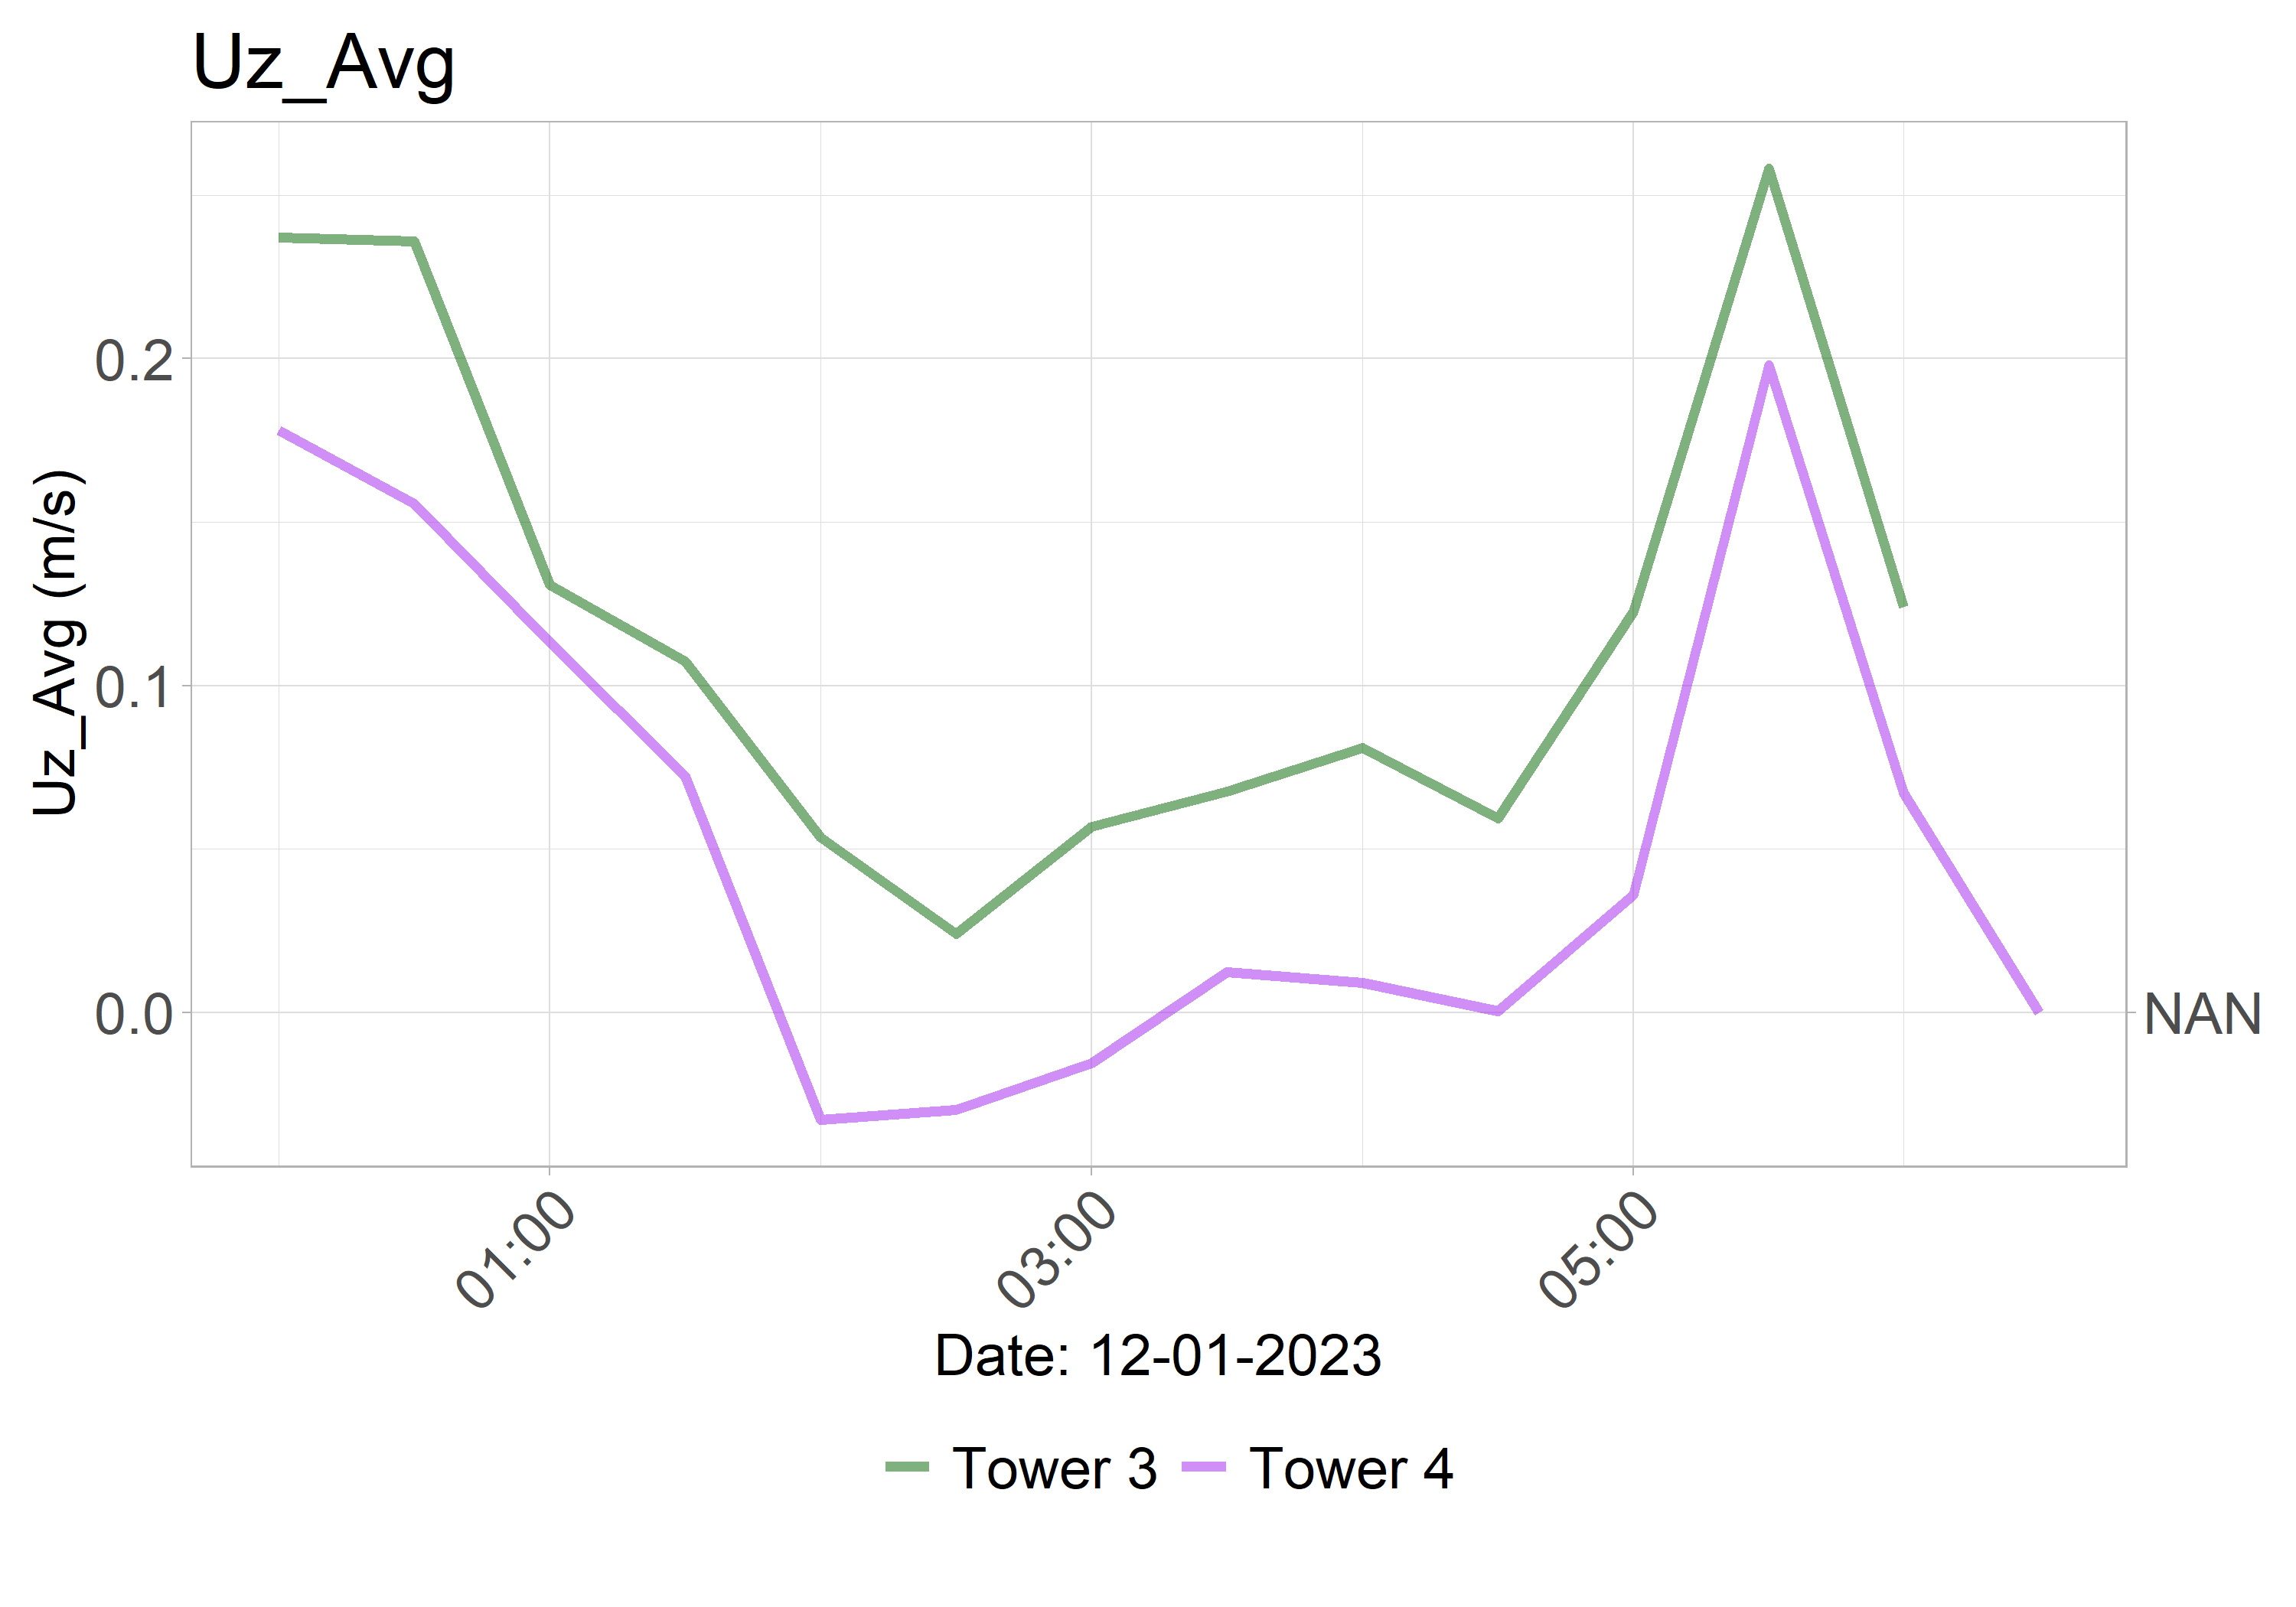 Uz_Avg
Uz_Avg (m/s)
0.2
0.1
0.0
NAN
01:00
03:00
05:00
Date: 12-01-2023
Tower 3
Tower 4